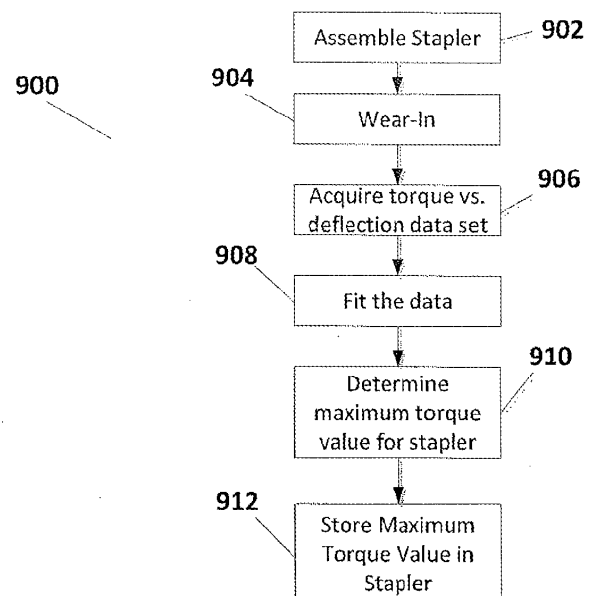 Assemble Stapler
902
904
900
Wear-In
906
Acquire torque vs.
deflection data set
908
Fit the data
910
Determine
maximum torque
value for stapler
912
Store Maximum
Torque Value in
Stapler